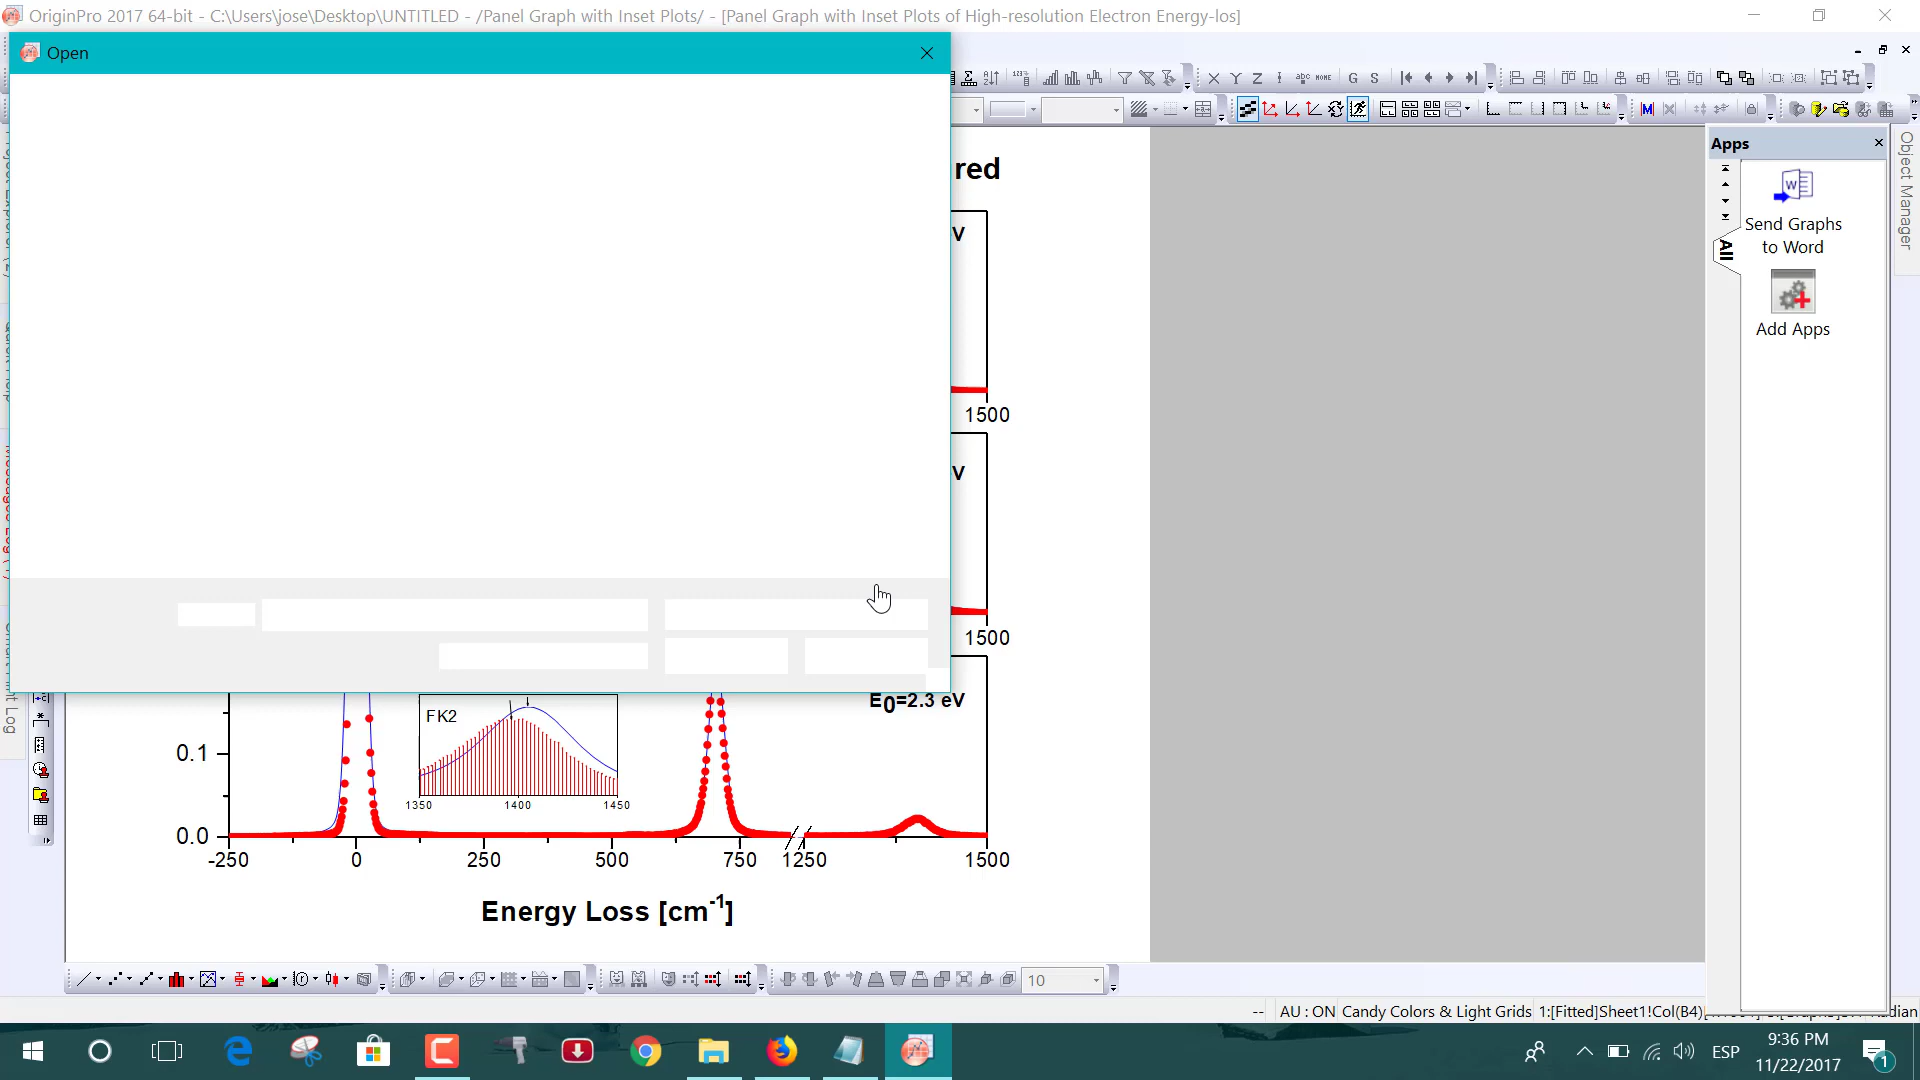 OriginPro 2017 64-bit - C:\Users\jose\Desktop\UNTITLED - /Panel Graph with Inset Plots/ - [Panel Graph with Inset Plots of High-resolution Electron Energy-los]
Open
X Y Z
G S
M
Apps
Object Manager
All
Send Graphs
to Word
Add Apps
red
V
1500
V
1500
E0=2.3 eV
FK2
0.1
1350 1400 1450
0.0
-250 0 250 500 750 1250 1500
Energy Loss [cm-1]
10
-- AU : ON Candy Colors & Light Grids 1:[Fitted]Sheet1!Col(B4)
ESP
9:36 PM
11/22/2017
1